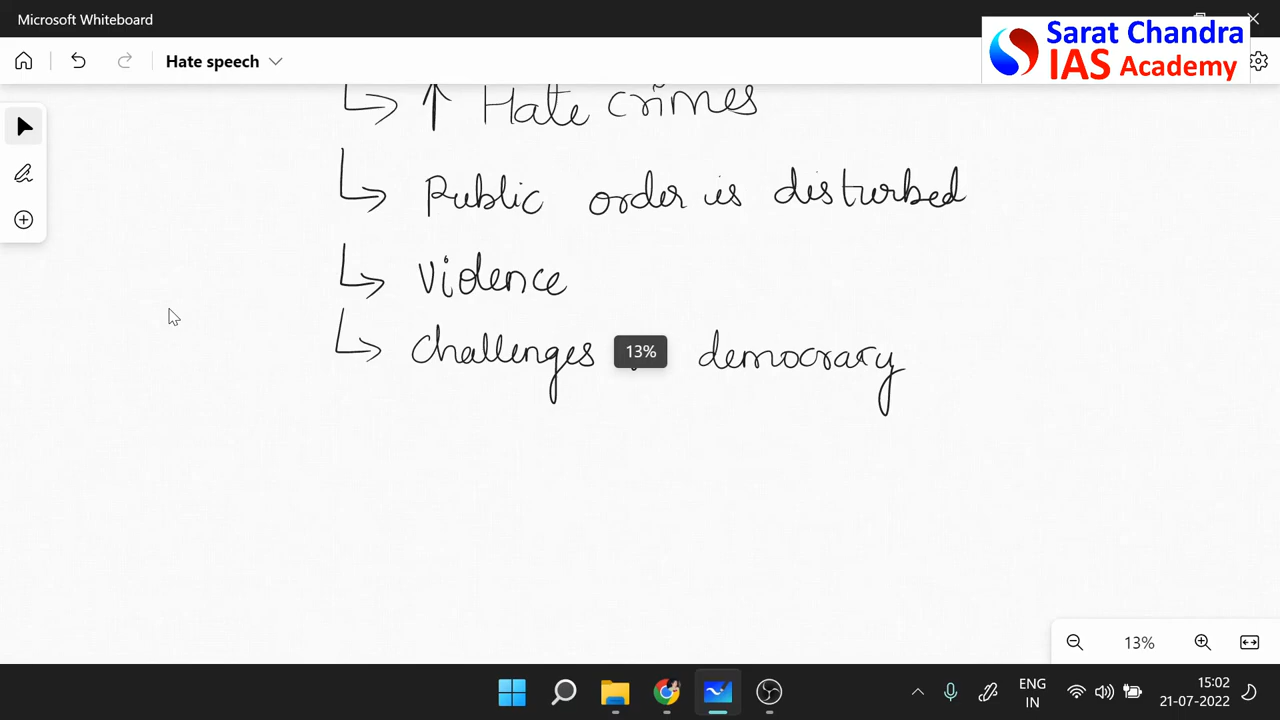 Microsoft Whiteboard
Sarat Chandra
IAS Academy
Hate speech
↑ Hate crimes
Public order is disturbed
Violence
Challenges
13%
democracy
13%
ENG
IN
15:02
21-07-2022